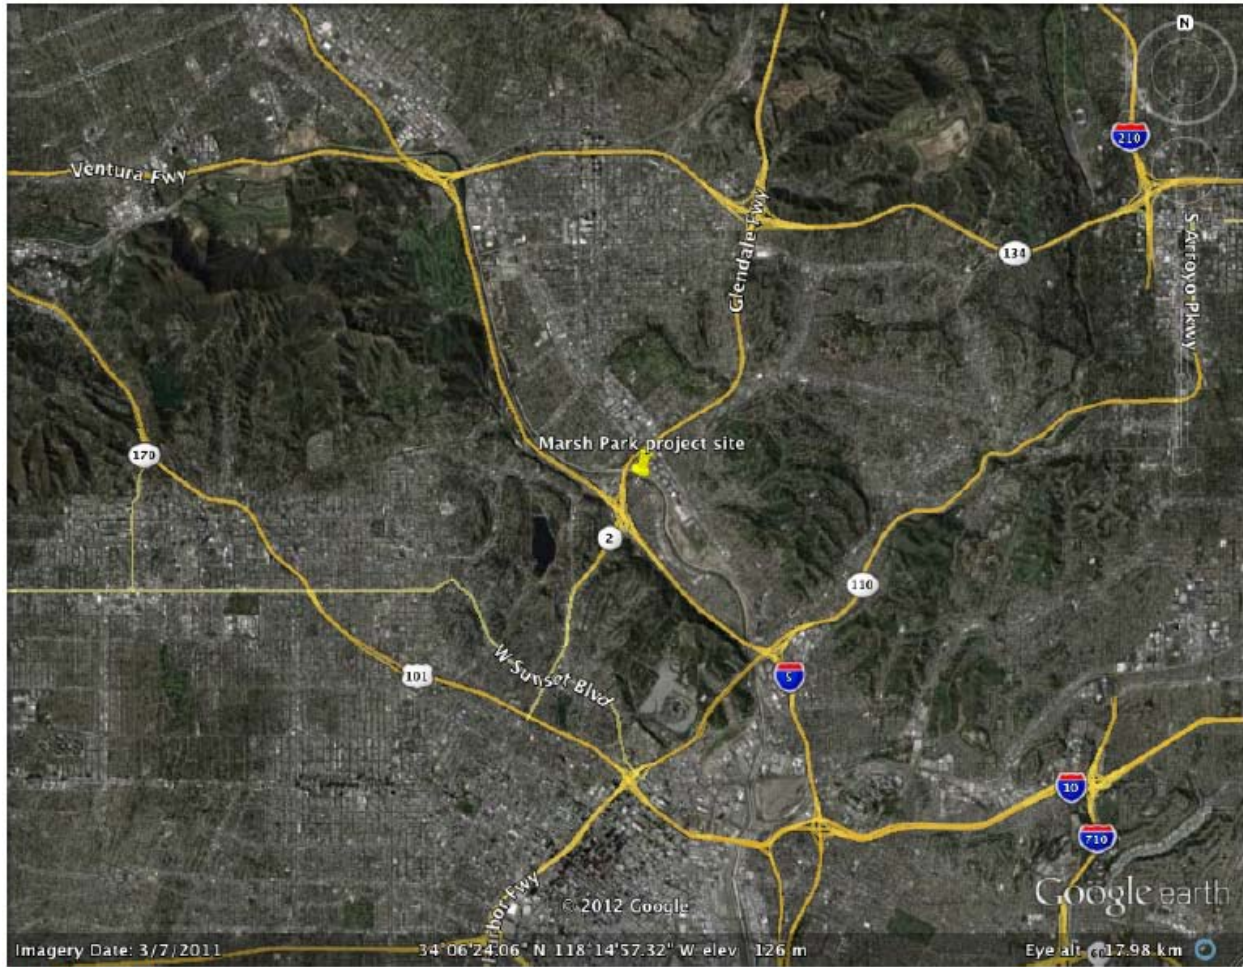 N
210
Ventura Fwy
Glendale Fwy
S Arroyo Pkwy
134
Marsh Park project site
170
2
110
W Sunset Blvd
101
5
10
710
Harbor Fwy
Google earth
© 2012 Google
60
Imagery Date: 3/7/2011 34°06'24.06" N 118°14'57.32" W elev 126 m Eye alt 17.98 km